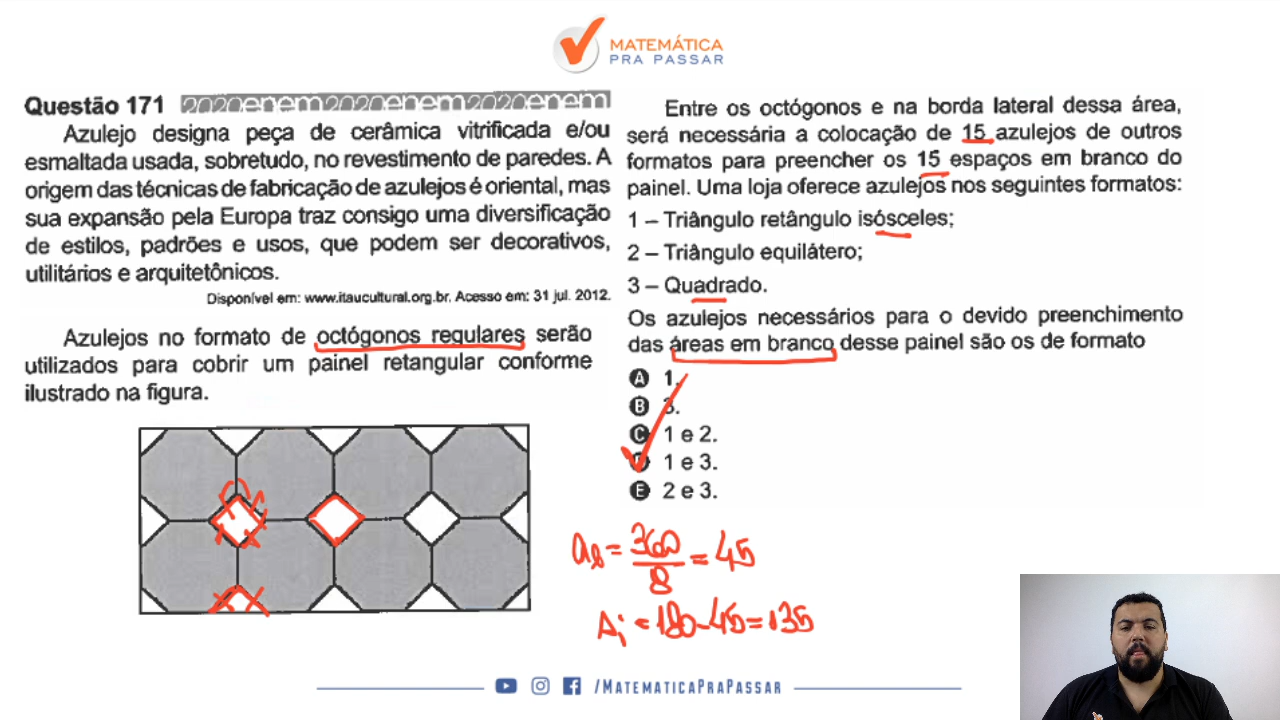 MATEMÁTICA
PRA PASSAR
Questão 171 2020enem2020enem2020enem
Azulejo designa peça de cerâmica vitrificada e/ou
esmaltada usada, sobretudo, no revestimento de paredes. A
origem das técnicas de fabricação de azulejos é oriental, mas
sua expansão pela Europa traz consigo uma diversificação
de estilos, padrões e usos, que podem ser decorativos,
utilitários e arquitetônicos.
Disponível em: www.itaucultural.org.br. Acesso em: 31 jul. 2012.
Azulejos no formato de octógonos regulares serão
utilizados para cobrir um painel retangular conforme
ilustrado na figura.
Entre os octógonos e na borda lateral dessa área,
será necessária a colocação de 15 azulejos de outros
formatos para preencher os 15 espaços em branco do
painel. Uma loja oferece azulejos nos seguintes formatos:
1 – Triângulo retângulo isósceles;
2 – Triângulo equilátero;
3 – Quadrado.
Os azulejos necessários para o devido preenchimento
das áreas em branco desse painel são os de formato
A 1.
B 3.
C 1 e 2.
1 e 3.
E 2 e 3.
= 360/8 = 45
Ai = 180-45=135
/MATEMATICAPRAPASSAR